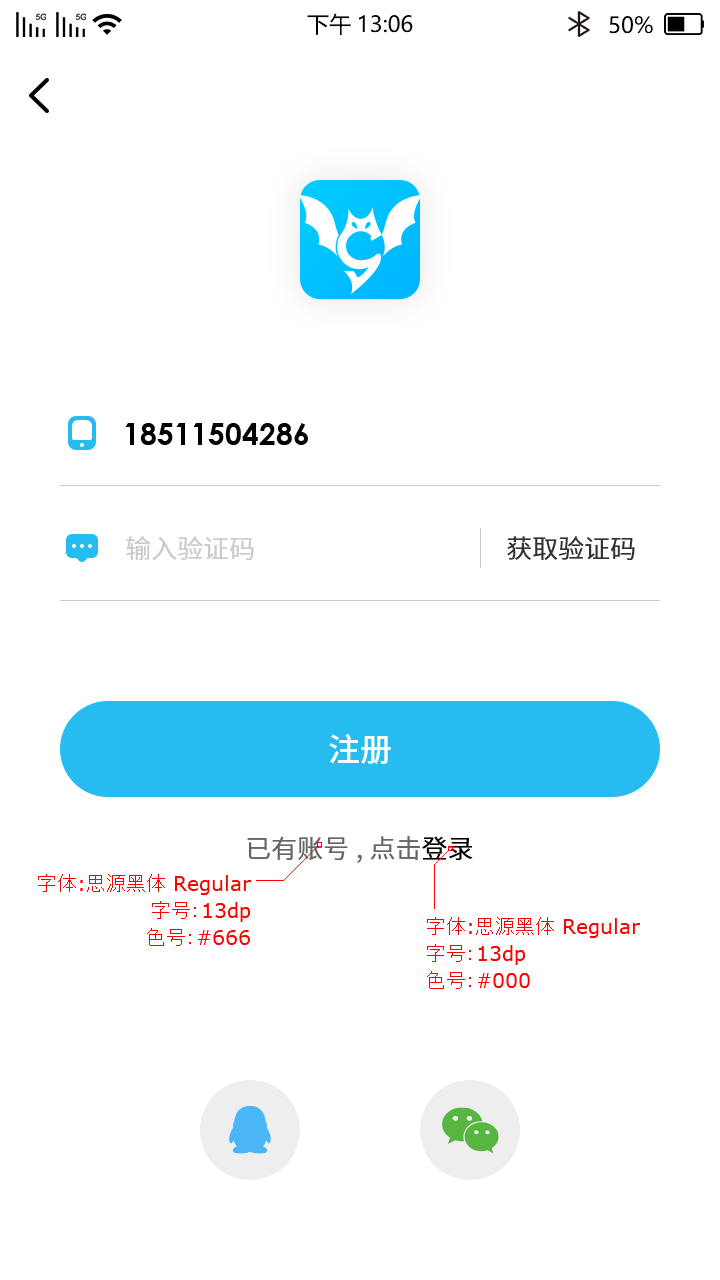 5G 5G 下午 13:06 50%
18511504286
输入验证码 获取验证码
注册
已有账号 , 点击登录
字体:思源黑体 Regular
字号: 13dp
色号: #666
字体:思源黑体 Regular
字号: 13dp
色号: #000